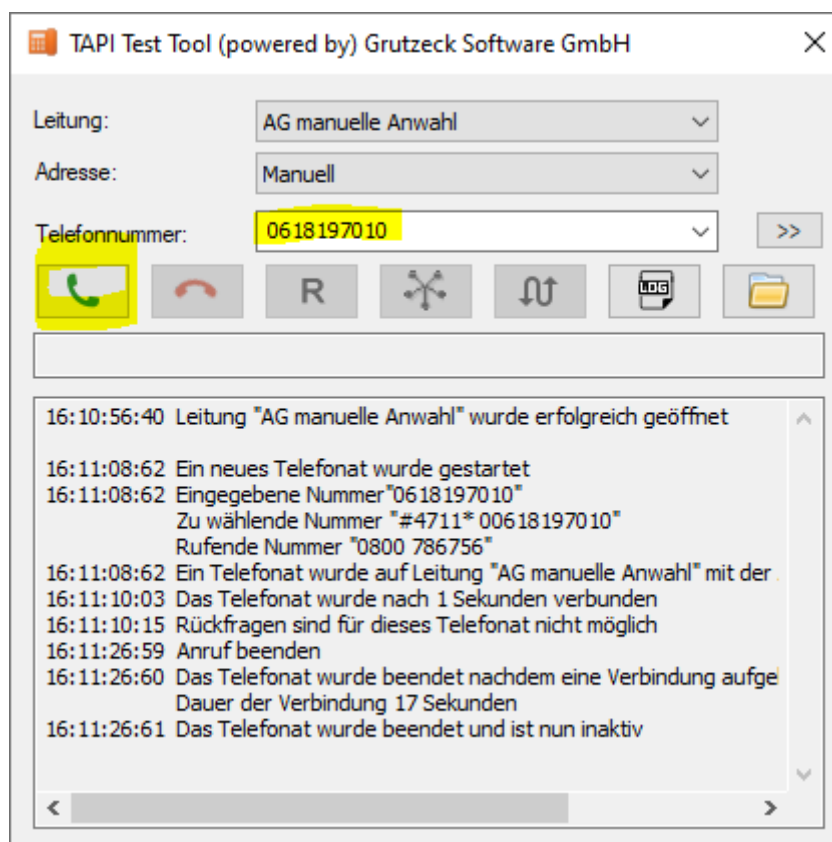 TAPI Test Tool (powered by) Grutzeck Software GmbH
Leitung:
AG manuelle Anwahl
Adresse:
Manuell
Telefonnummer:
0618197010
>>
R
LOG
16:10:56:40 Leitung "AG manuelle Anwahl" wurde erfolgreich geöffnet
16:11:08:62 Ein neues Telefonat wurde gestartet
16:11:08:62 Eingegebene Nummer"0618197010"
Zu wählende Nummer "#4711* 00618197010"
Rufende Nummer "0800 786756"
16:11:08:62 Ein Telefonat wurde auf Leitung "AG manuelle Anwahl" mit der
16:11:10:03 Das Telefonat wurde nach 1 Sekunden verbunden
16:11:10:15 Rückfragen sind für dieses Telefonat nicht möglich
16:11:26:59 Anruf beenden
16:11:26:60 Das Telefonat wurde beendet nachdem eine Verbindung
Dauer der Verbindung 17 Sekunden
16:11:26:61 Das Telefonat wurde beendet und ist nun inaktiv